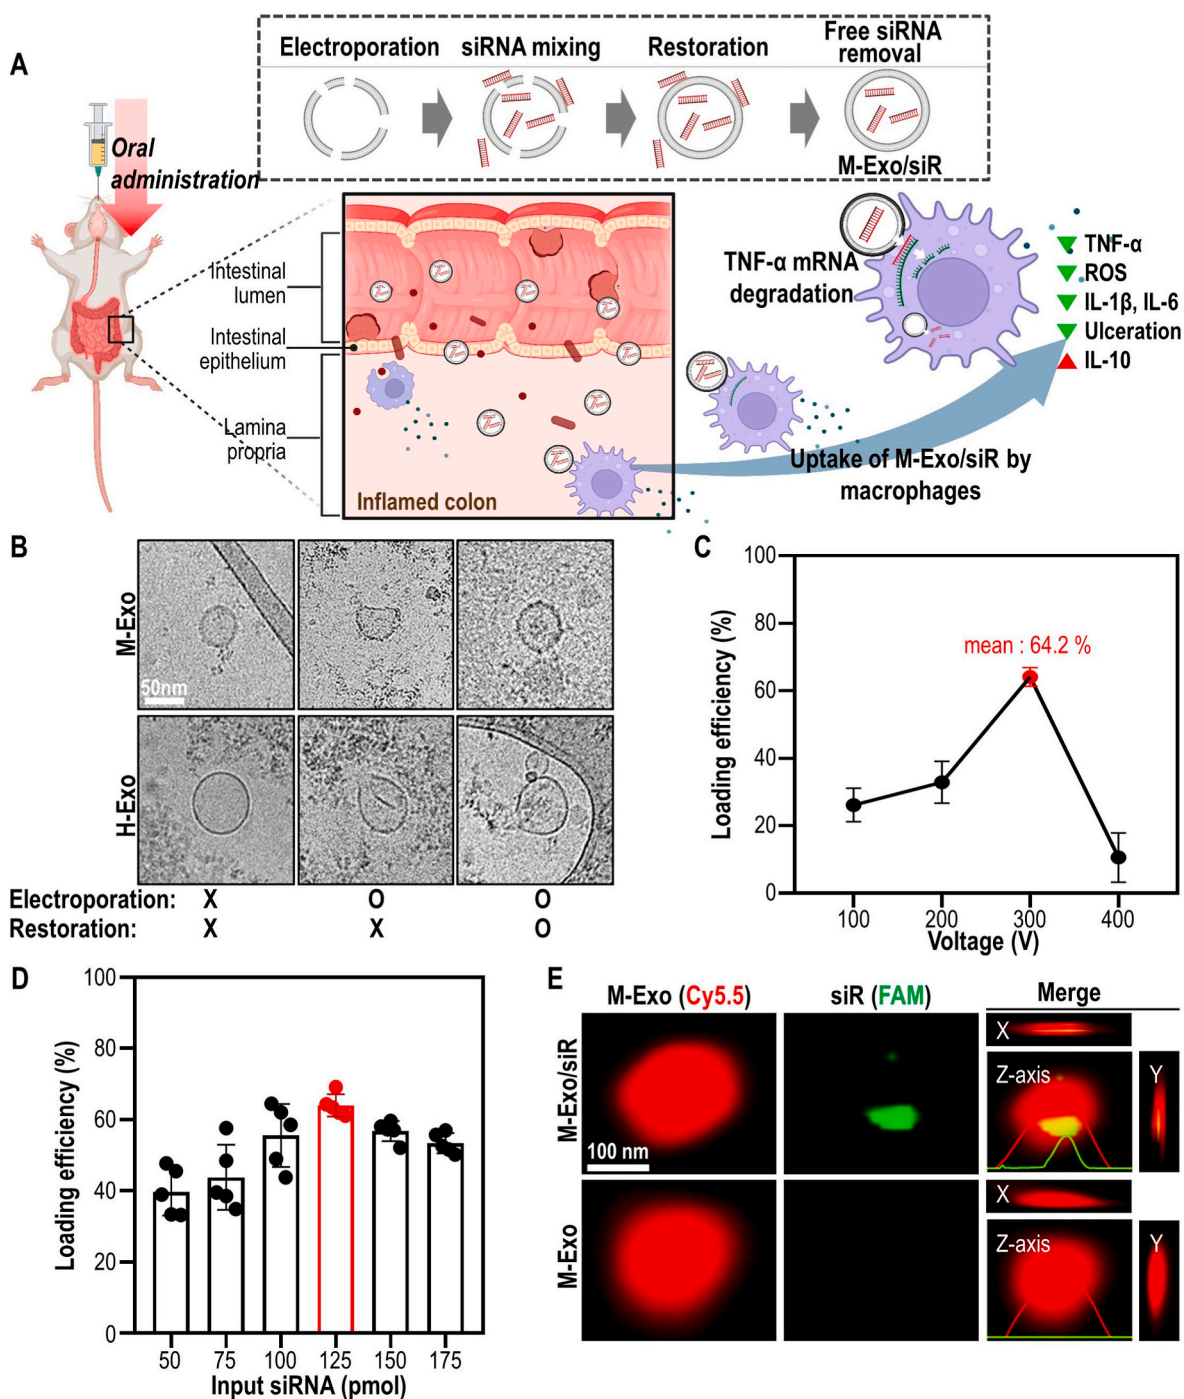 A
Electroporation
siRNA mixing
Restoration
Free siRNA
removal
M-Exo/siR
Oral
administration
Intestinal
lumen
Intestinal
epithelium
Lamina
propria
Inflamed colon
TNF-α mRNA
degradation
TNF-α
ROS
IL-1β, IL-6
Ulceration
IL-10
Uptake of M-Exo/siR by
macrophages
B
M-Exo
50nm
H-Exo
Electroporation: X O O
Restoration: X X O
C
Loading efficiency (%)
100
80
60
40
20
0
mean : 64.2 %
100 200 300 400
Voltage (V)
D
Loading efficiency (%)
100
80
60
40
20
0
50 75 100 125 150 175
Input siRNA (pmol)
E
M-Exo (Cy5.5) siR (FAM) Merge
M-Exo/siR
100 nm
X
Z-axis
Y
M-Exo
X
Z-axis
Y